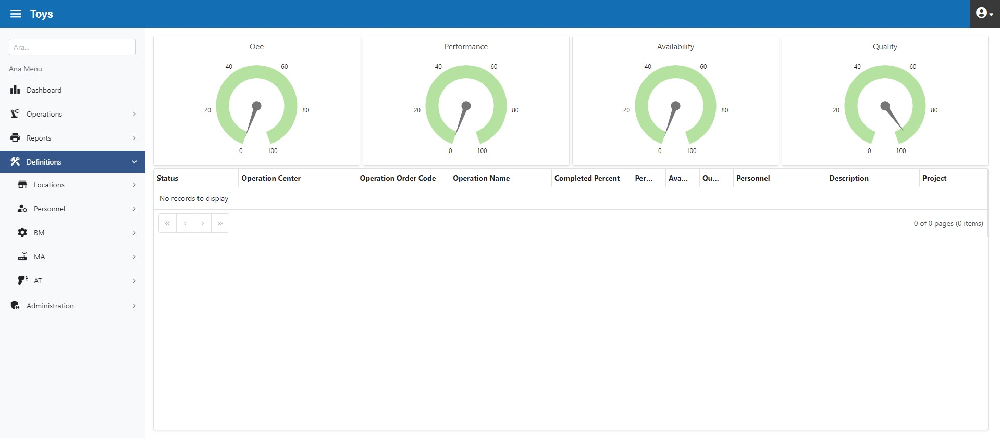 Toys
Ara...
Ana Menü
Dashboard
Operations
Reports
Definitions
Locations
Personnel
BM
MA
AT
Administration
Oee
40 60
20 80
0 100
Performance
40 60
20 80
0 100
Availability
40 60
20 80
0 100
Quality
40 60
20 80
0 100
Status Operation Center Operation Order Code Operation Name Completed Percent Per... Ava... Qu... Personnel Description Project
No records to display
« ‹ › » 0 of 0 pages (0 items)